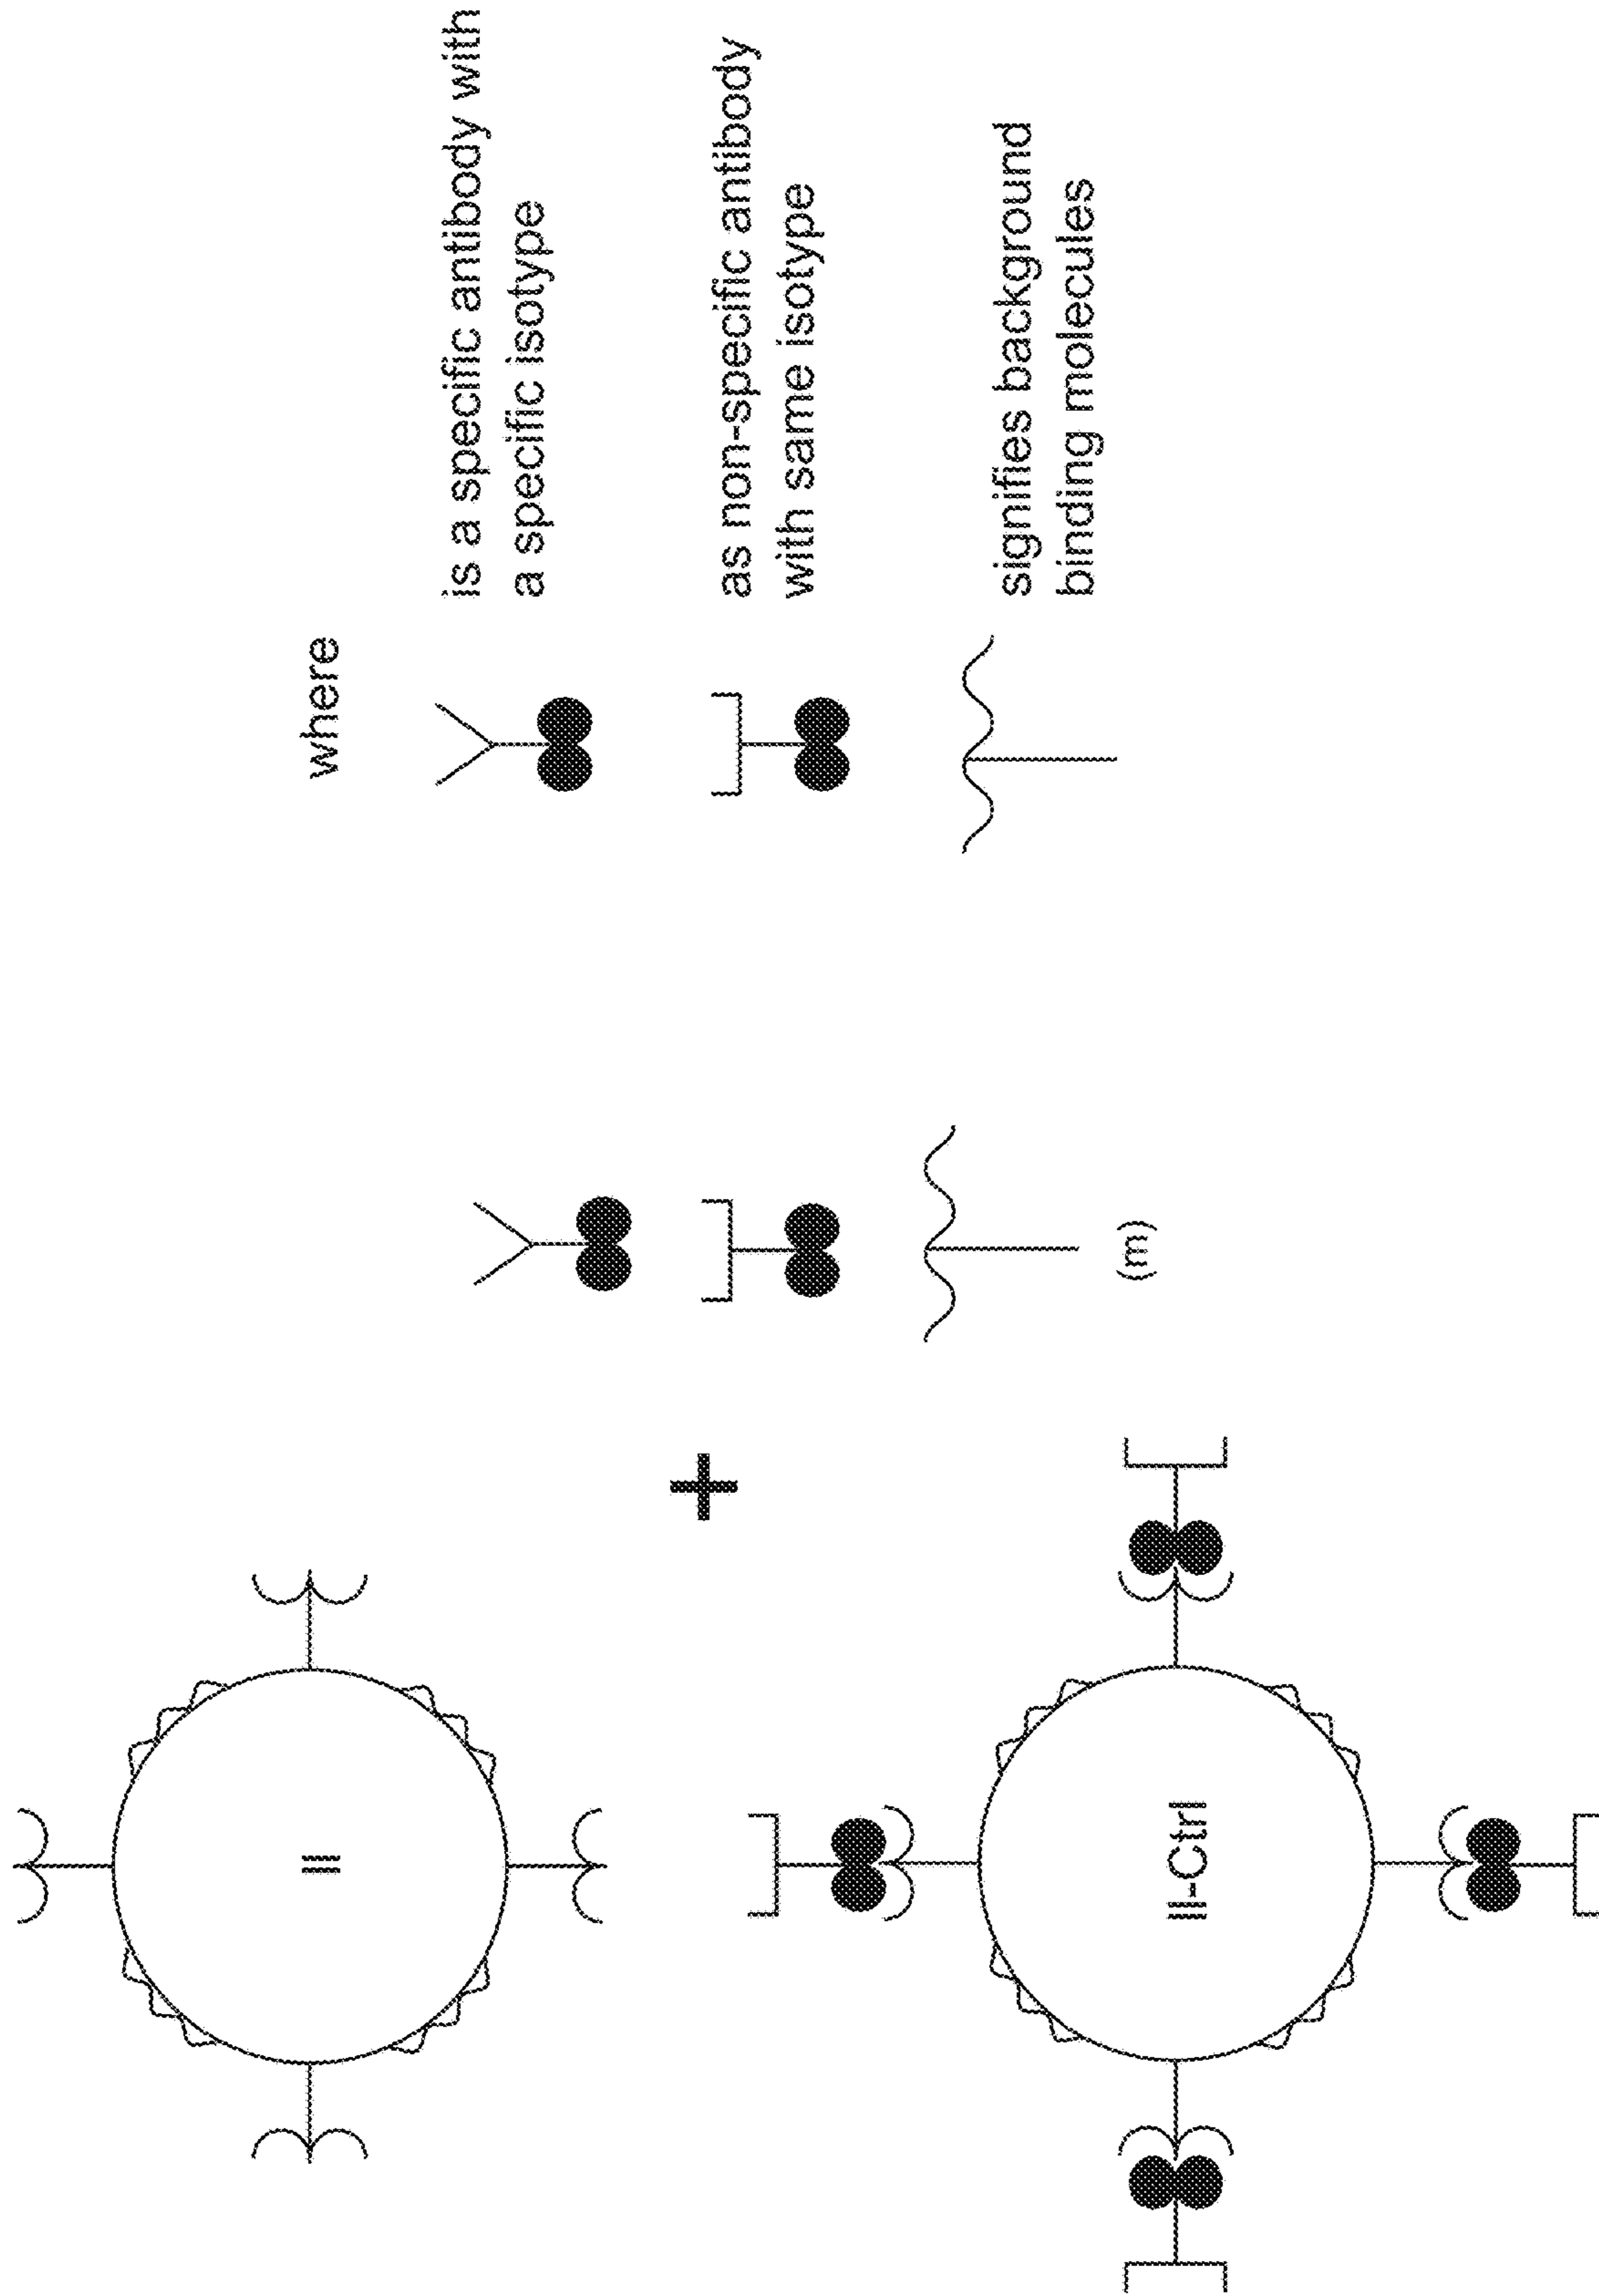 II
where
is a specific antibody with
a specific isotype
+
as non-specific antibody
with same isotype
signifies background
binding molecules
(m)
II-Ctrl